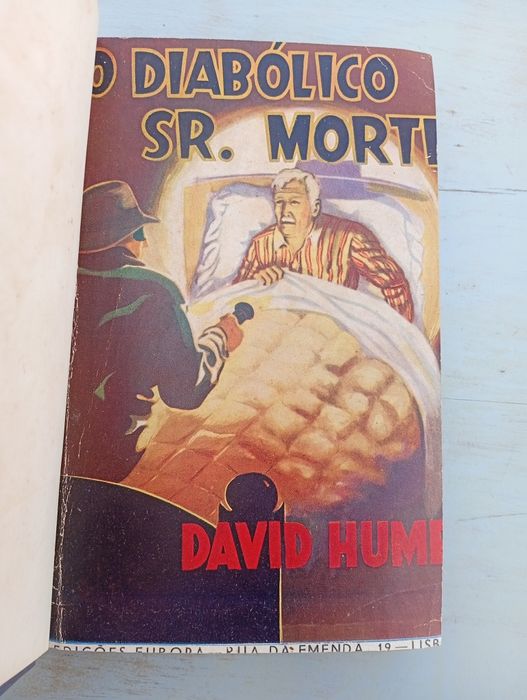 O DIABÓLICO
SR. MORT
DAVID HUM
EDIÇÕES EUROPA RUA DA EMENDA, 19—LISB